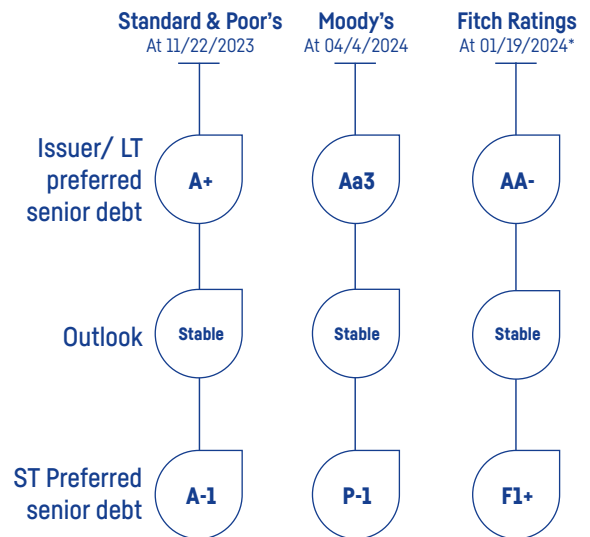 Standard & Poor's
At 11/22/2023
Moody's
At 04/4/2024
Fitch Ratings
At 01/19/2024*
Issuer/ LT
preferred
senior debt
A+
Aa3
AA-
Outlook
Stable
Stable
Stable
ST Preferred
senior debt
A-1
P-1
F1+